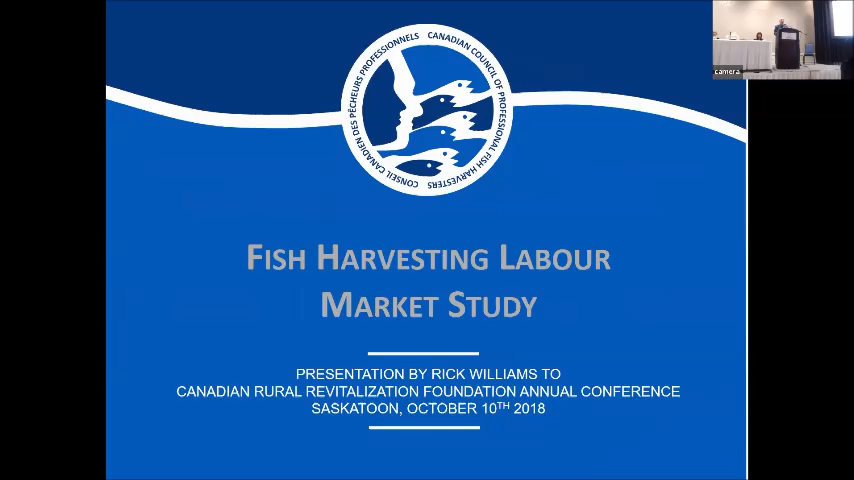 CONSEIL CANADIEN DES PÊCHEURS PROFESSIONNELS
CANADIAN COUNCIL OF PROFESSIONAL FISH HARVESTERS
camera
FISH HARVESTING LABOUR
MARKET STUDY
PRESENTATION BY RICK WILLIAMS TO
CANADIAN RURAL REVITALIZATION FOUNDATION ANNUAL CONFERENCE
SASKATOON, OCTOBER 10TH 2018